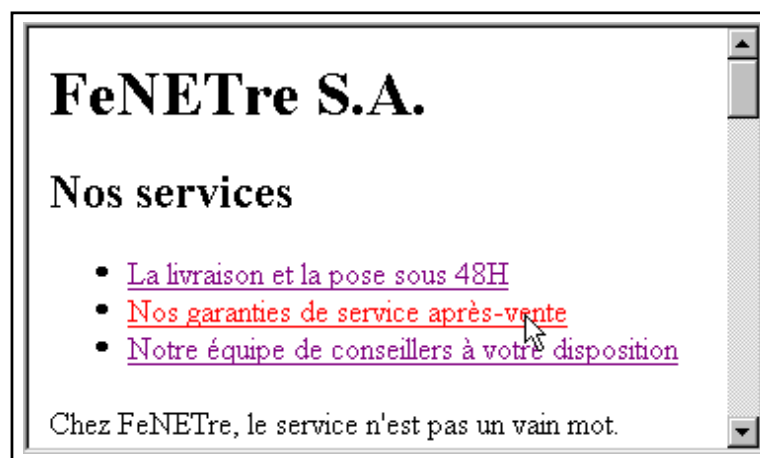 FeNETre S.A.
Nos services
La livraison et la pose sous 48H
Nos garanties de service après-vente
Notre équipe de conseillers à votre disposition
Chez FeNETre, le service n'est pas un vain mot.